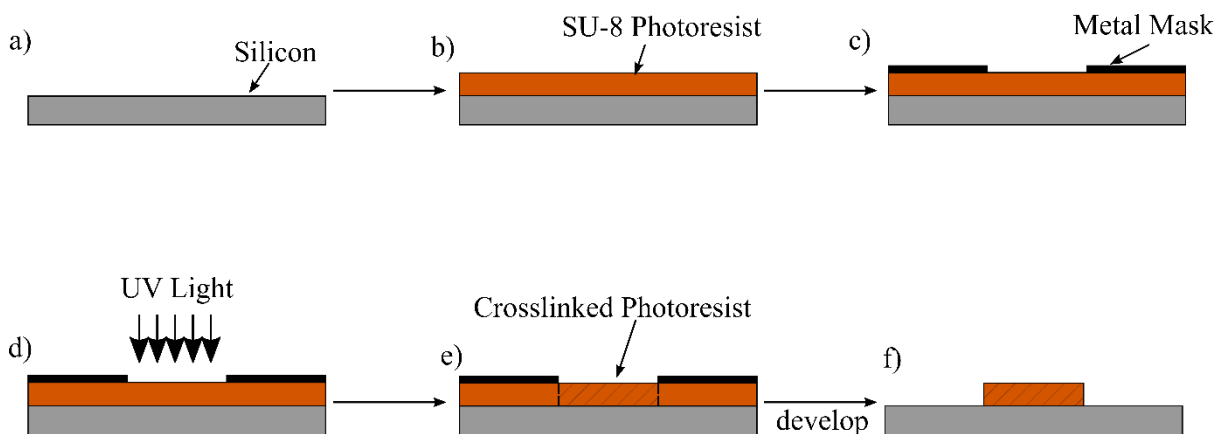 a)
Silicon
b)
SU-8 Photoresist
c)
Metal Mask
UV Light
d)
Crosslinked Photoresist
e)
develop
f)